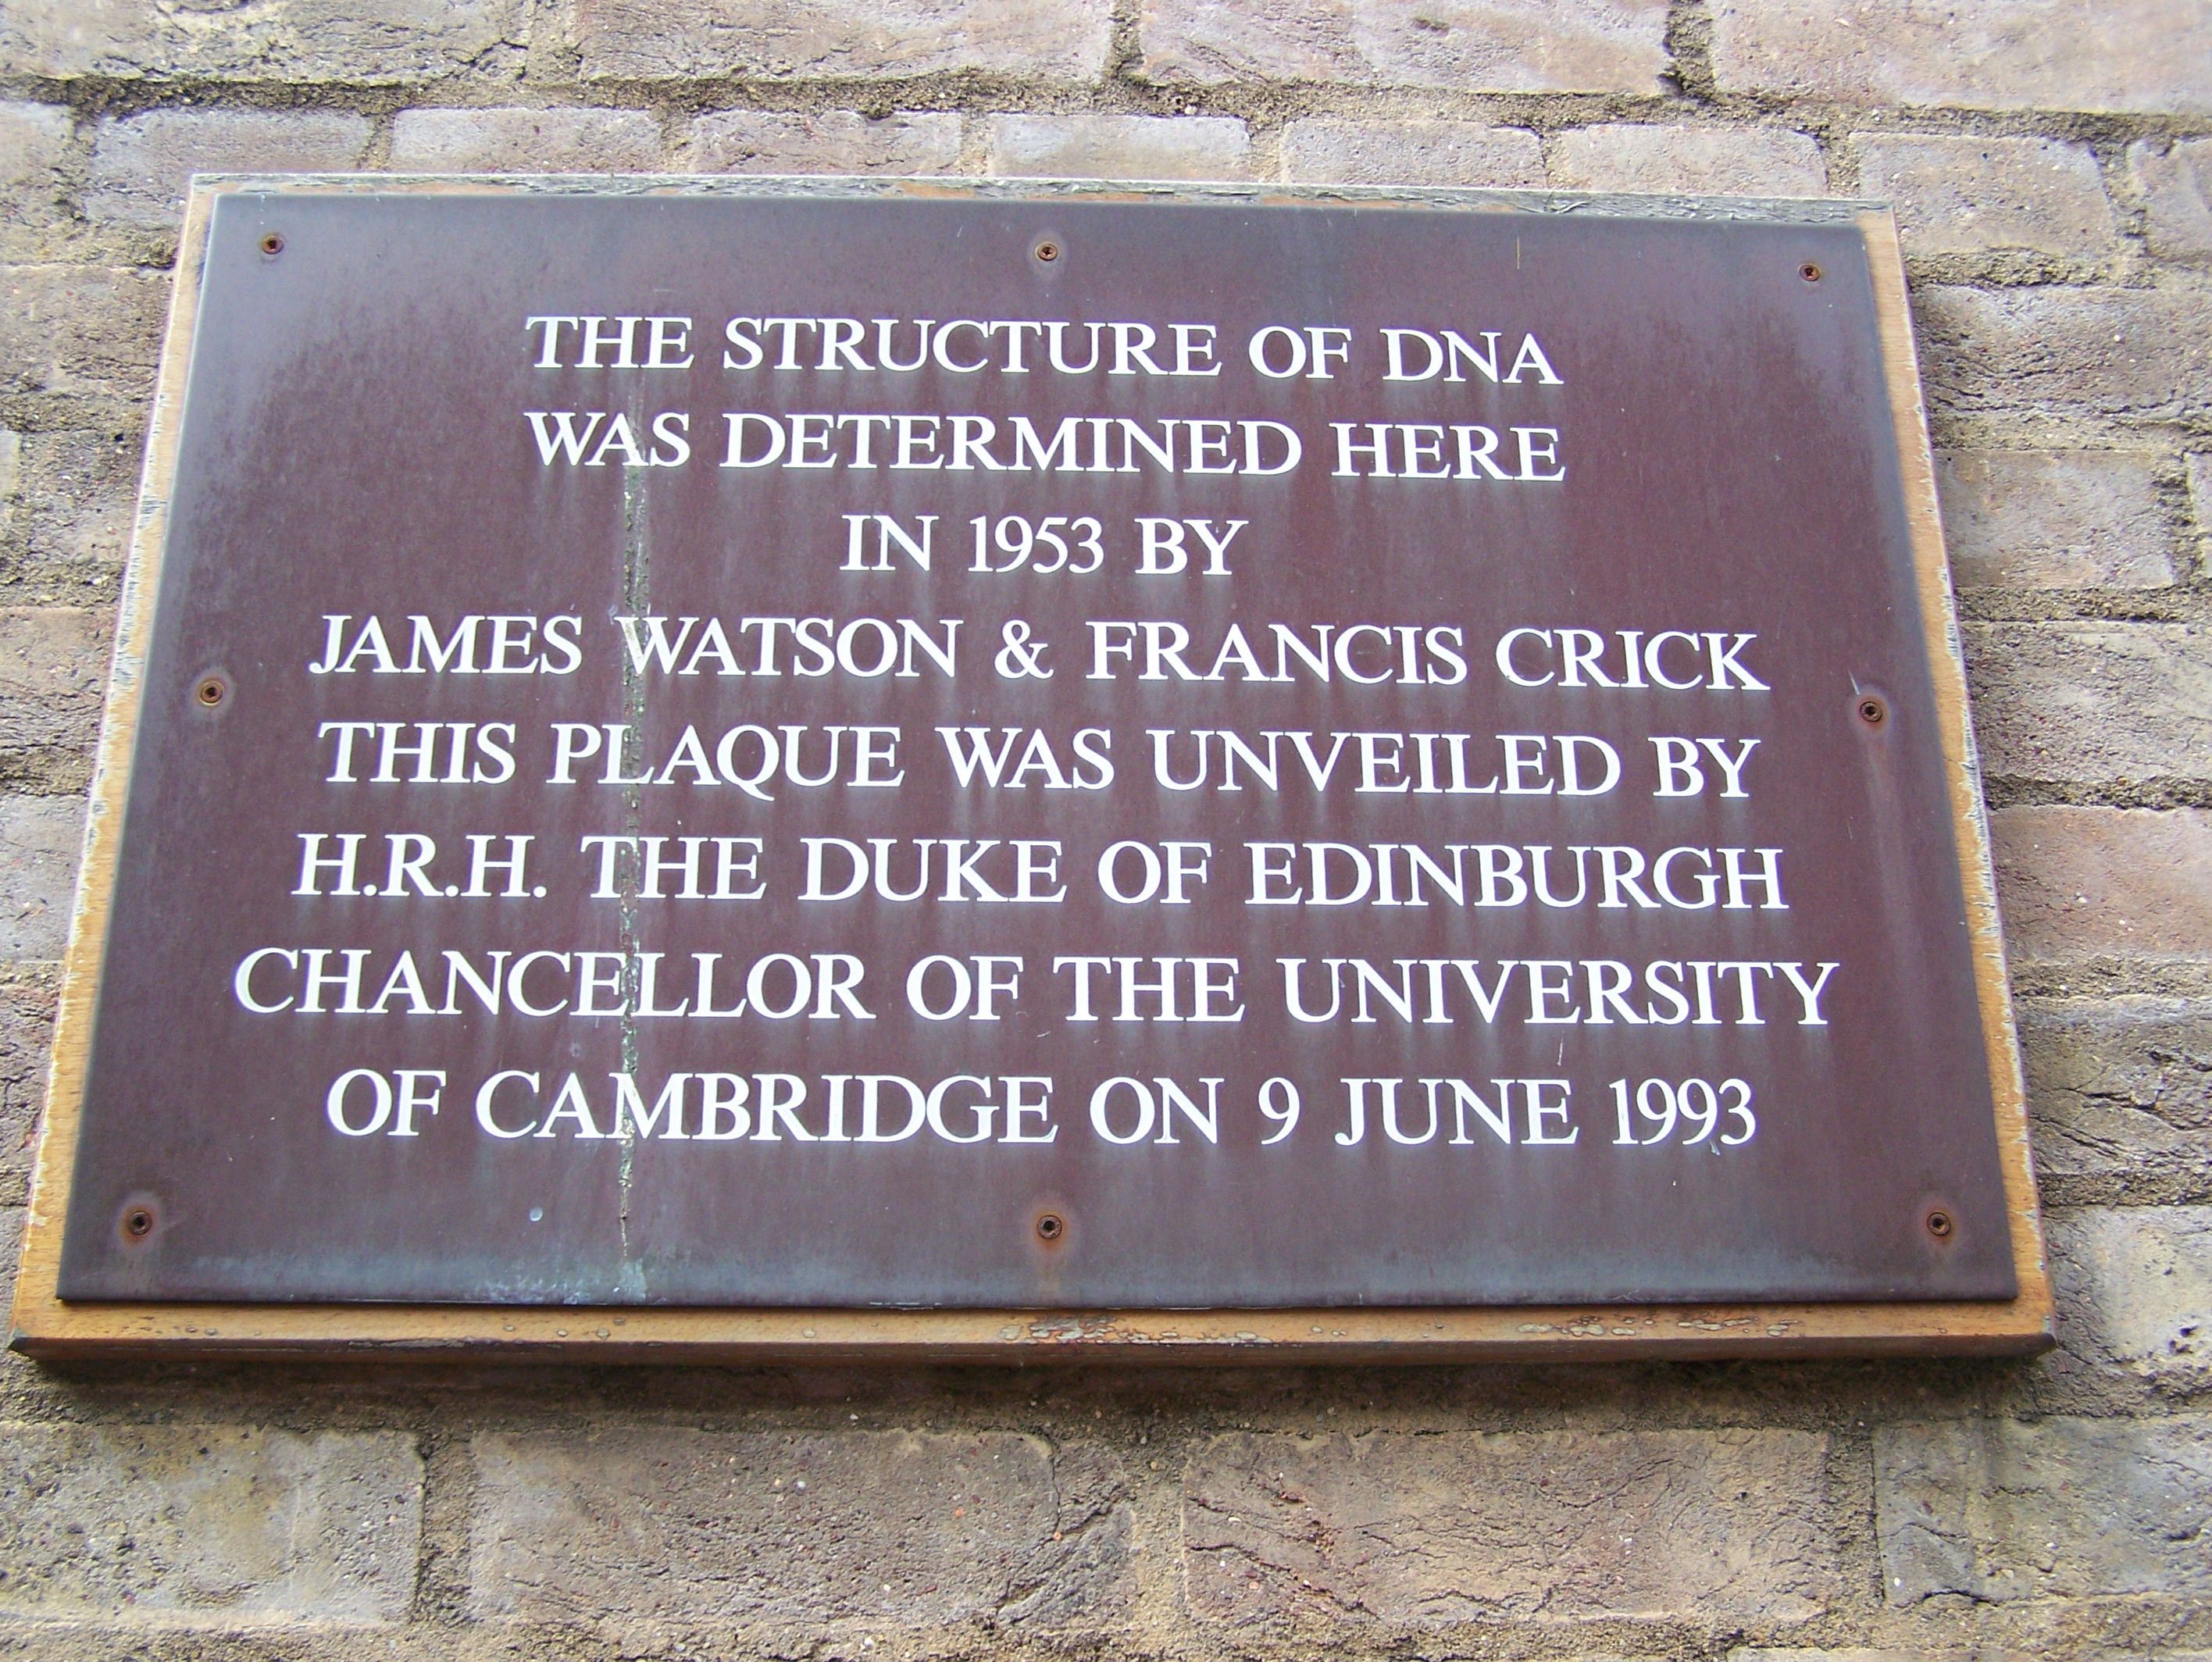 THE STRUCTURE OF DNA
WAS DETERMINED HERE
IN 1953 BY
JAMES WATSON & FRANCIS CRICK
THIS PLAQUE WAS UNVEILED BY
H.R.H. THE DUKE OF EDINBURGH
CHANCELLOR OF THE UNIVERSITY
OF CAMBRIDGE ON 9 JUNE 1993